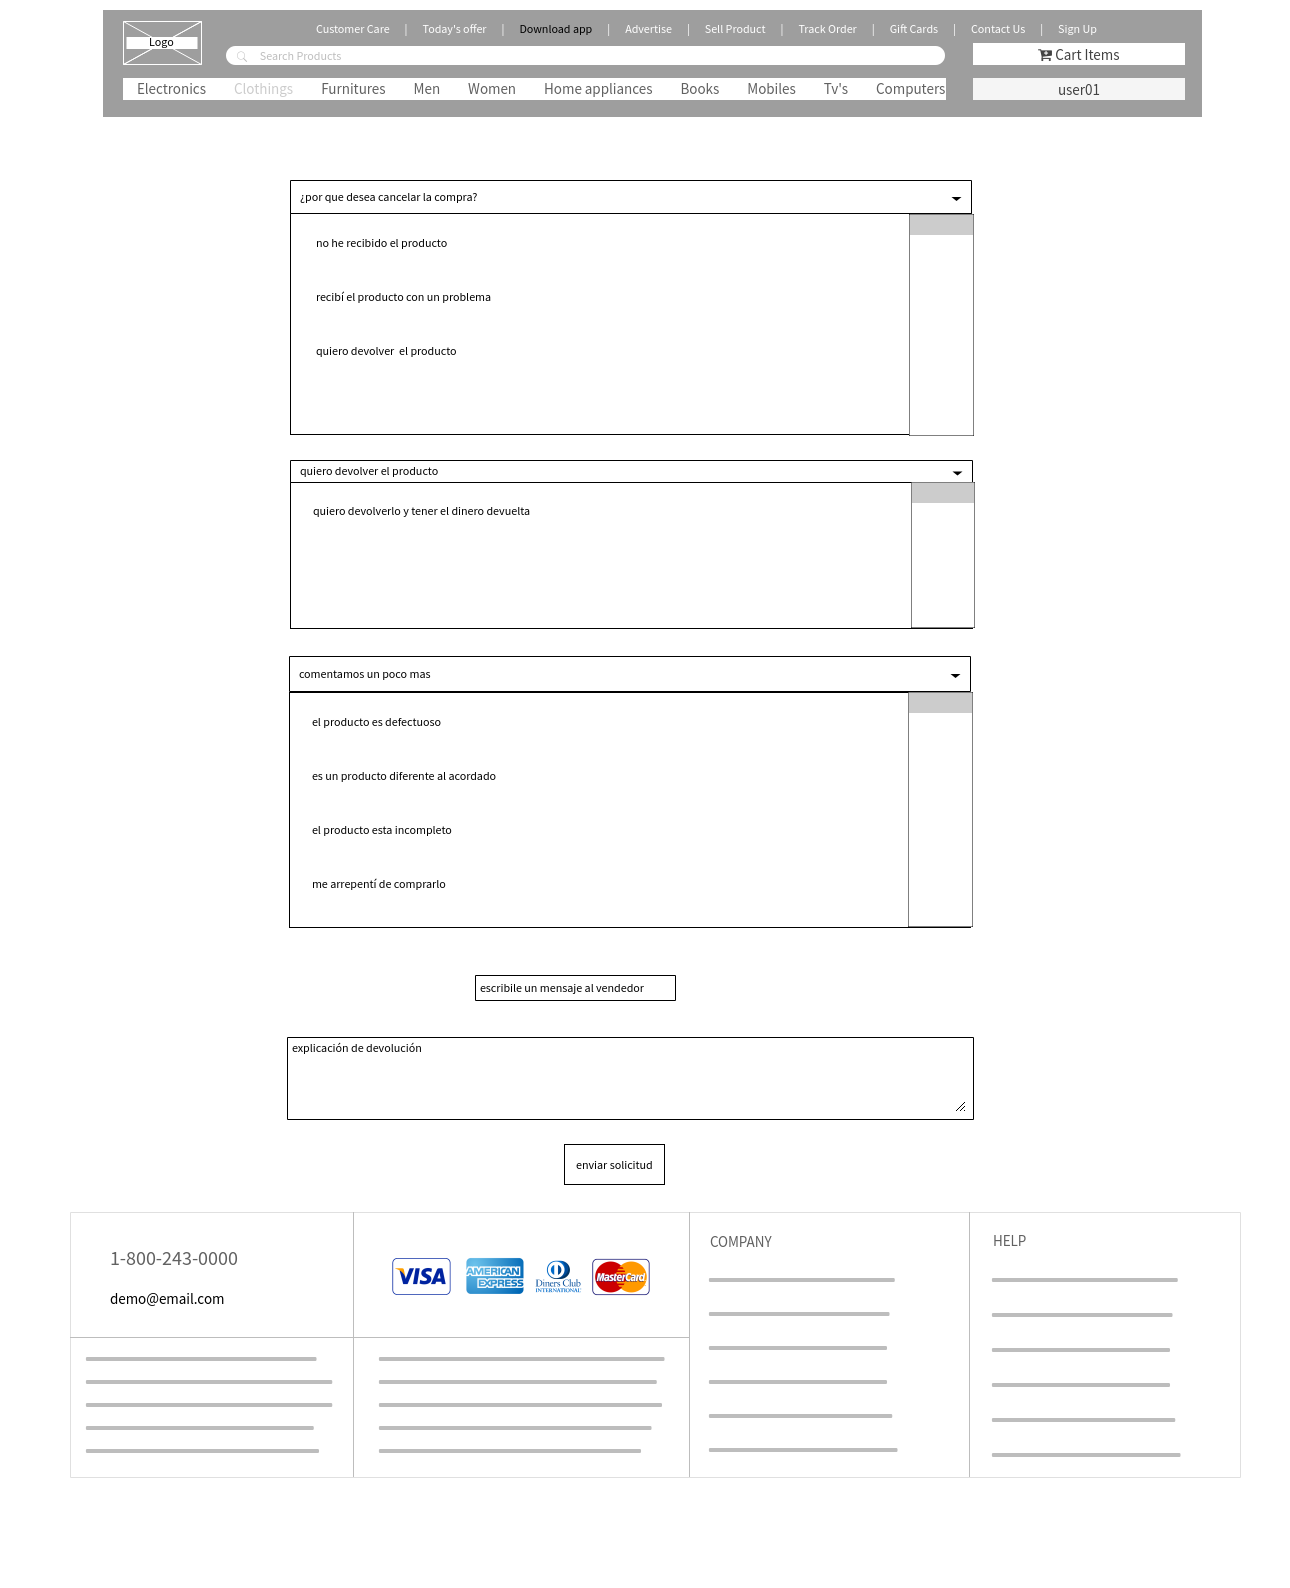 Customer Care | Today's offer | Download app | Advertise | Sell Product | Track Order | Gift Cards | Contact Us | Sign Up
Logo
Search Products
Cart Items
Electronics Clothings Furnitures Men Women Home appliances Books Mobiles Tv's Computers
user01
¿por que desea cancelar la compra?
no he recibido el producto
recibí el producto con un problema
quiero devolver  el producto
quiero devolver el producto
quiero devolverlo y tener el dinero devuelta
comentamos un poco mas
el producto es defectuoso
es un producto diferente al acordado
el producto esta incompleto
me arrepentí de comprarlo
escribile un mensaje al vendedor
explicación de devolución
enviar solicitud
1-800-243-0000
demo@email.com
VISA
AMERICAN EXPRESS
Diners Club
INTERNATIONAL
MasterCard
COMPANY
HELP